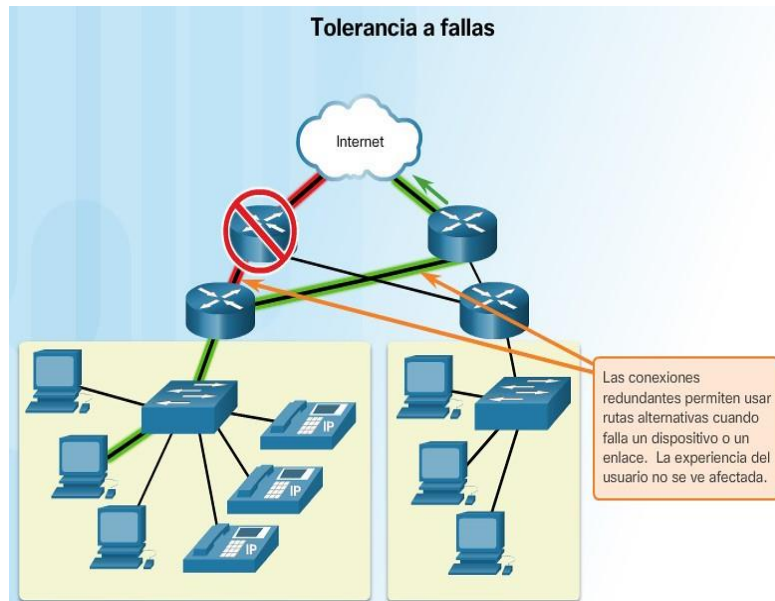 Tolerancia a fallas
Internet
Las conexiones
redundantes permiten usar
rutas alternativas cuando
falla un dispositivo o un
enlace. La experiencia del
usuario no se ve afectada.
IP
IP
IP